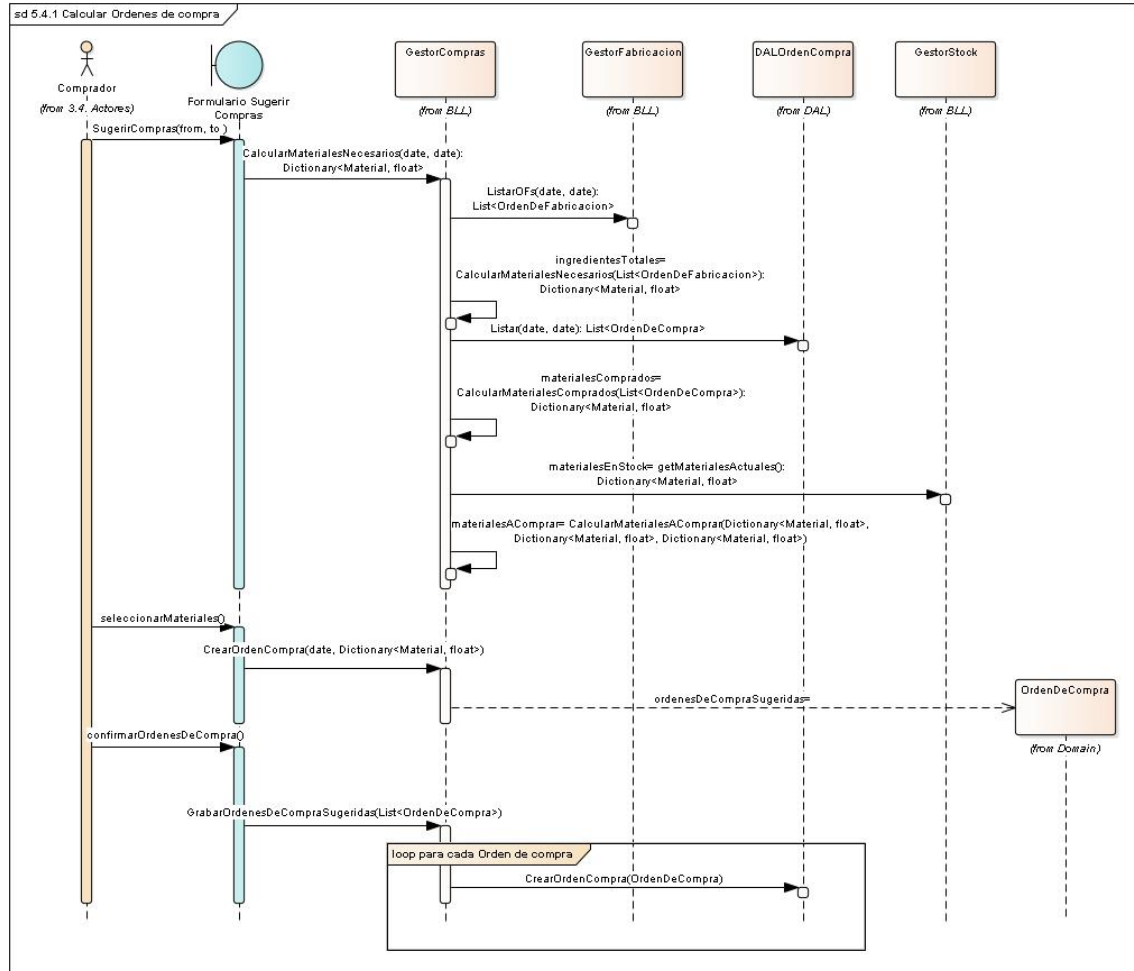 sd 5.4.1 Calcular Ordenes de compra
Comprador
(from 3.4. Actores)
Formulario Sugerir
Compras
GestorCompras
(from BLL)
GestorFabricacion
(from BLL)
DALOrdenCompra
(from DAL)
GestorStock
(from BLL)
SugerirCompras(from, to )
CalcularMaterialesNecesarios(date, date):
Dictionary<Material, float>
ListarOFs(date, date):
List<OrdenDeFabricacion>
ingredientesTotales=
CalcularMaterialesNecesarios(List<OrdenDeFabricacion>):
Dictionary<Material, float>
Listar(date, date): List<OrdenDeCompra>
materialesComprados=
CalcularMaterialesComprados(List<OrdenDeCompra>):
Dictionary<Material, float>
materialesEnStock= getMaterialesActuales():
Dictionary<Material, float>
materialesAComprar= CalcularMaterialesAComprar(Dictionary<Material, float>,
Dictionary<Material, float>, Dictionary<Material, float>)
seleccionarMateriales()
CrearOrdenCompra(date, Dictionary<Material, float>)
ordenesDeCompraSugeridas=
OrdenDeCompra
(from Domain)
confirmarOrdenesDeCompra()
GrabarOrdenesDeCompraSugeridas(List<OrdenDeCompra>)
loop para cada Orden de compra
CrearOrdenCompra(OrdenDeCompra)